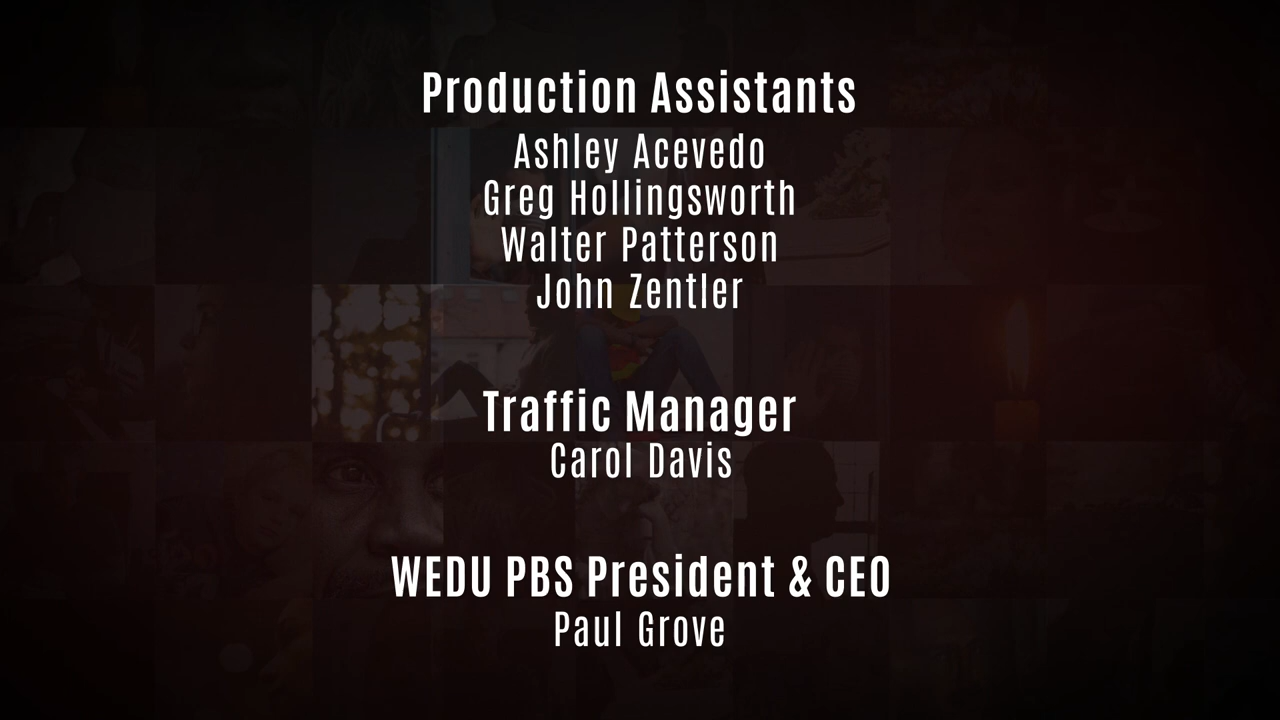 Production Assistants
Ashley Acevedo
Greg Hollingsworth
Walter Patterson
John Zentler
Traffic Manager
Carol Davis
WEDU PBS President & CEO
Paul Grove